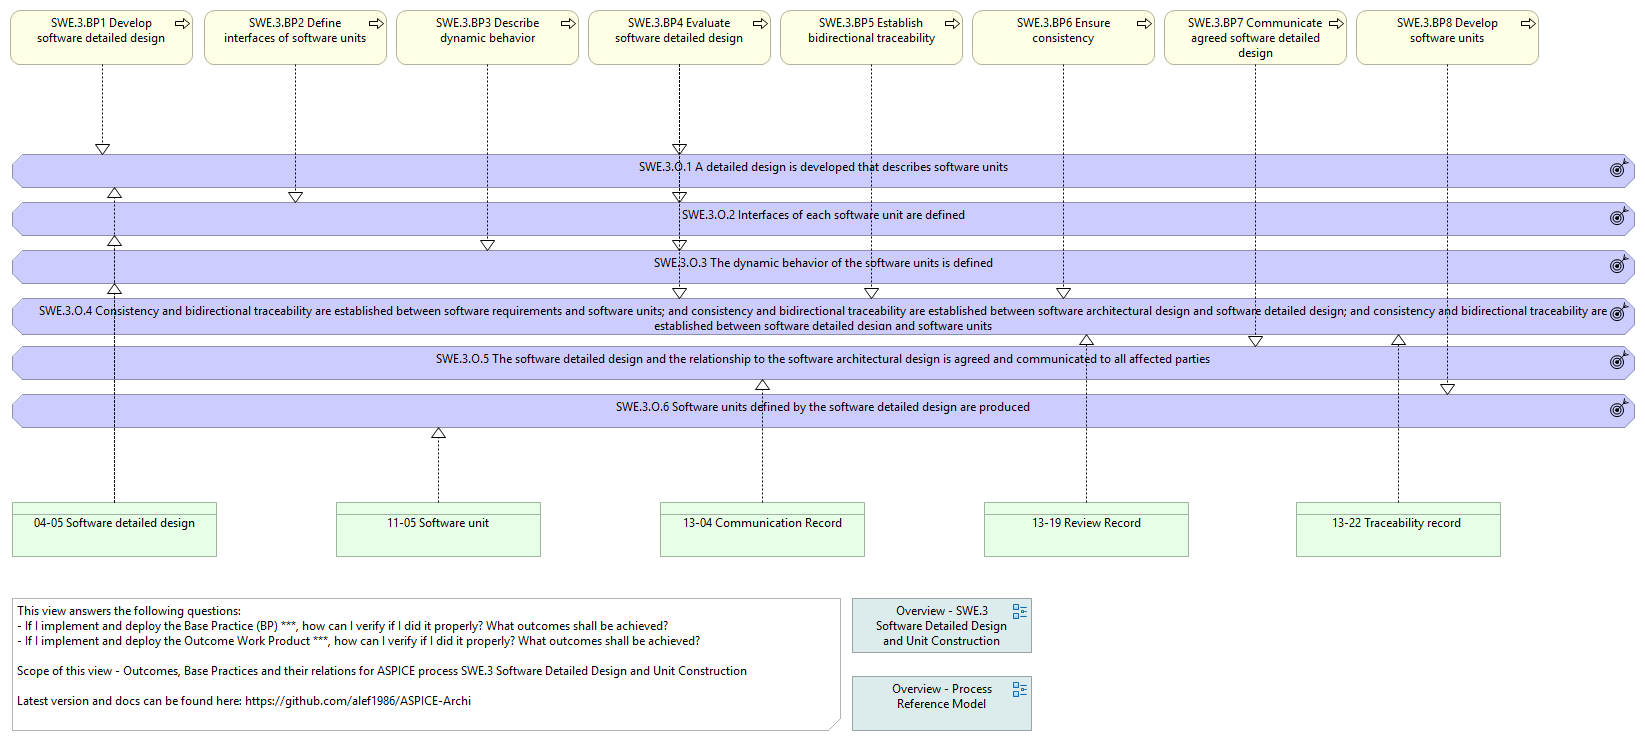 SWE.3.BP1 Develop
software detailed design
SWE.3.BP2 Define
interfaces of software units
SWE.3.BP3 Describe
dynamic behavior
SWE.3.BP4 Evaluate
software detailed design
SWE.3.BP5 Establish
bidirectional traceability
SWE.3.BP6 Ensure
consistency
SWE.3.BP7 Communicate
agreed software detailed
design
SWE.3.BP8 Develop
software units
SWE.3.O.1 A detailed design is developed that describes software units
SWE.3.O.2 Interfaces of each software unit are defined
SWE.3.O.3 The dynamic behavior of the software units is defined
SWE.3.O.4 Consistency and bidirectional traceability are established between software requirements and software units; and consistency and bidirectional traceability are established between software architectural design and software detailed design; and consistency and bidirectional traceability are
established between software detailed design and software units
SWE.3.O.5 The software detailed design and the relationship to the software architectural design is agreed and communicated to all affected parties
SWE.3.O.6 Software units defined by the software detailed design are produced
04-05 Software detailed design
11-05 Software unit
13-04 Communication Record
13-19 Review Record
13-22 Traceability record
This view answers the following questions:
- If I implement and deploy the Base Practice (BP) ***, how can I verify if I did it properly? What outcomes shall be achieved?
- If I implement and deploy the Outcome Work Product ***, how can I verify if I did it properly? What outcomes shall be achieved?
Scope of this view - Outcomes, Base Practices and their relations for ASPICE process SWE.3 Software Detailed Design and Unit Construction
Latest version and docs can be found here: https://github.com/alef1986/ASPICE-Archi
Overview - SWE.3
Software Detailed Design
and Unit Construction
Overview - Process
Reference Model